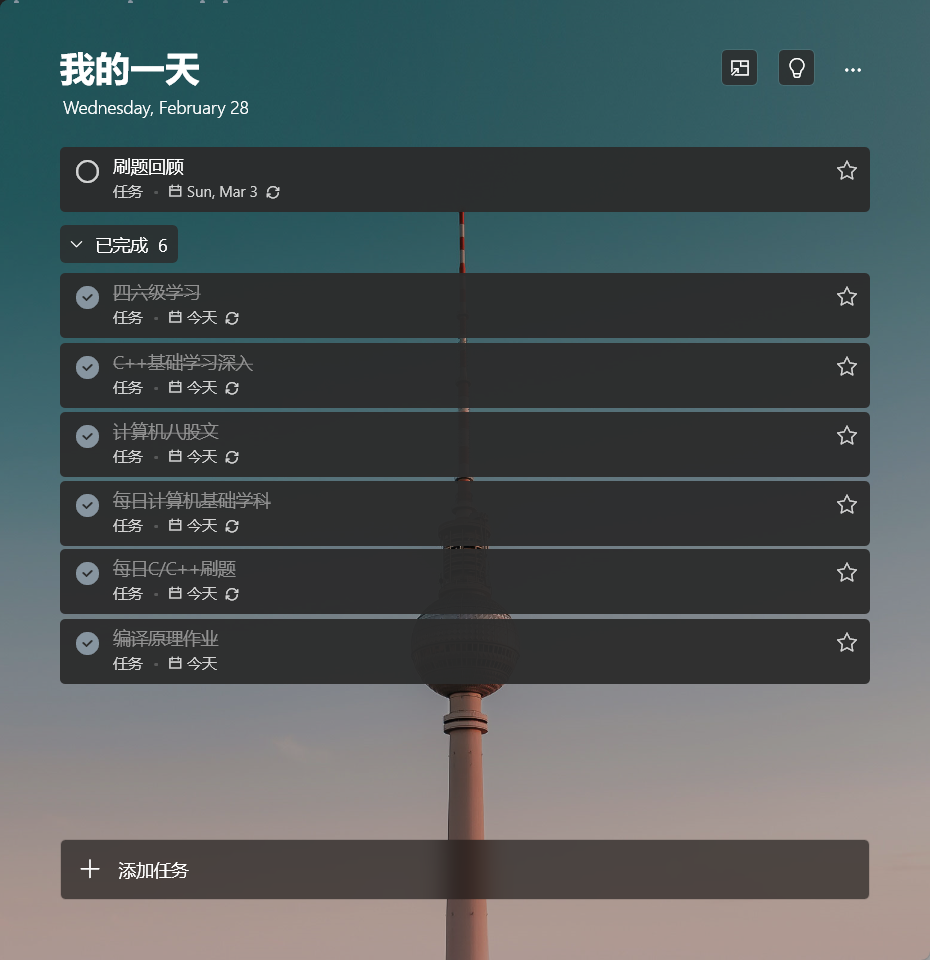 我的一天
Wednesday, February 28
刷题回顾
任务 • Sun, Mar 3
已完成 6
四六级学习
任务 • 今天
C++基础学习深入
任务 • 今天
计算机八股文
任务 • 今天
每日计算机基础学科
任务 • 今天
每日C/C++刷题
任务 • 今天
编译原理作业
任务 • 今天
添加任务